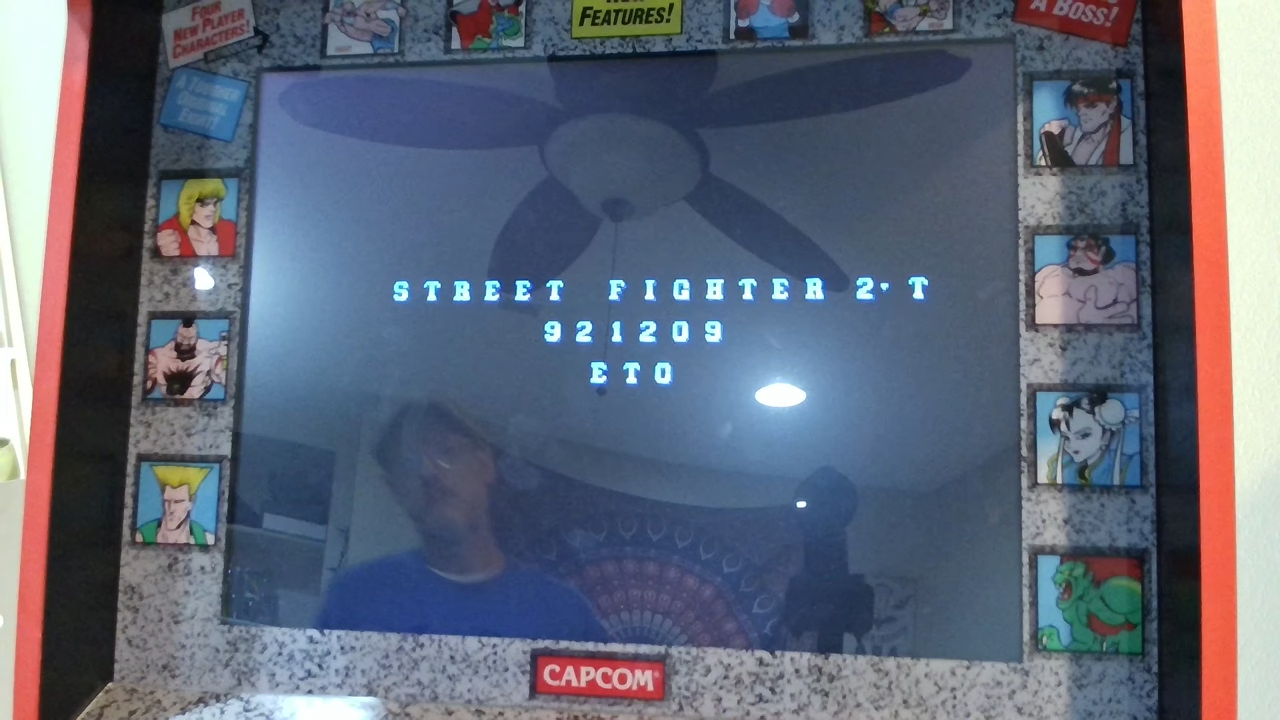 FOUR
NEW PLAYER
CHARACTERS!
FEATURES!
A BOSS!
STREET FIGHTER 2' T
921209
ETO
CAPCOM